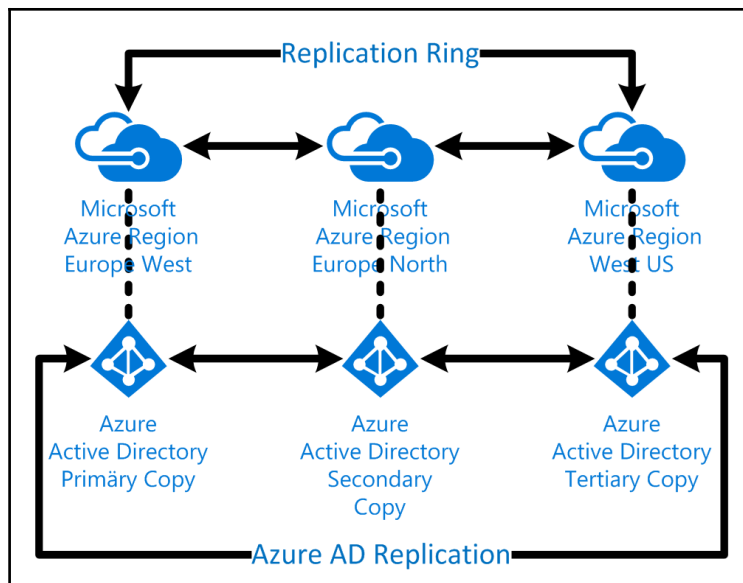 Replication Ring
Microsoft
Azure Region
Europe West
Microsoft
Azure Region
Europe North
Microsoft
Azure Region
West US
Azure
Active Directory
Primäry Copy
Azure
Active Directory
Secondary
Copy
Azure
Active Directory
Tertiary Copy
Azure AD Replication